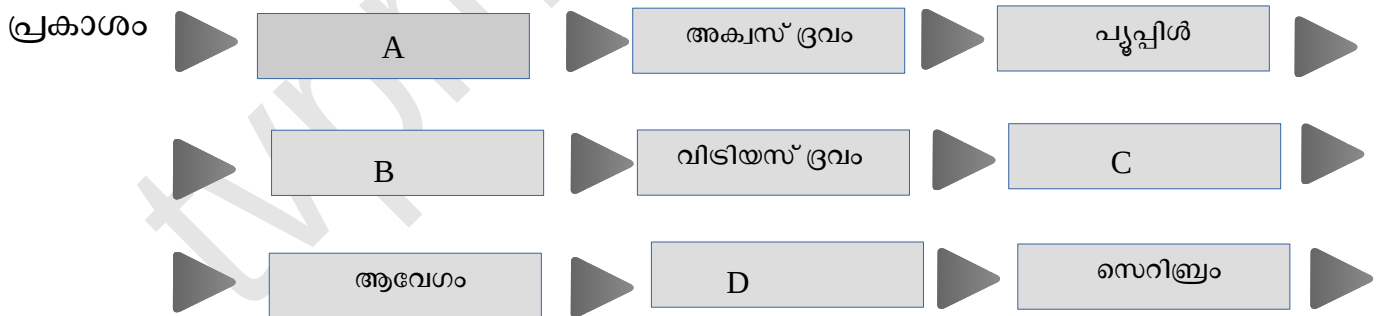 പ്രകാശം A അക്വസ് ദ്രവം പ്യൂപ്പിൾ
B വിട്രിയസ് ദ്രവം C
ആവേഗം D സെറിബ്രം